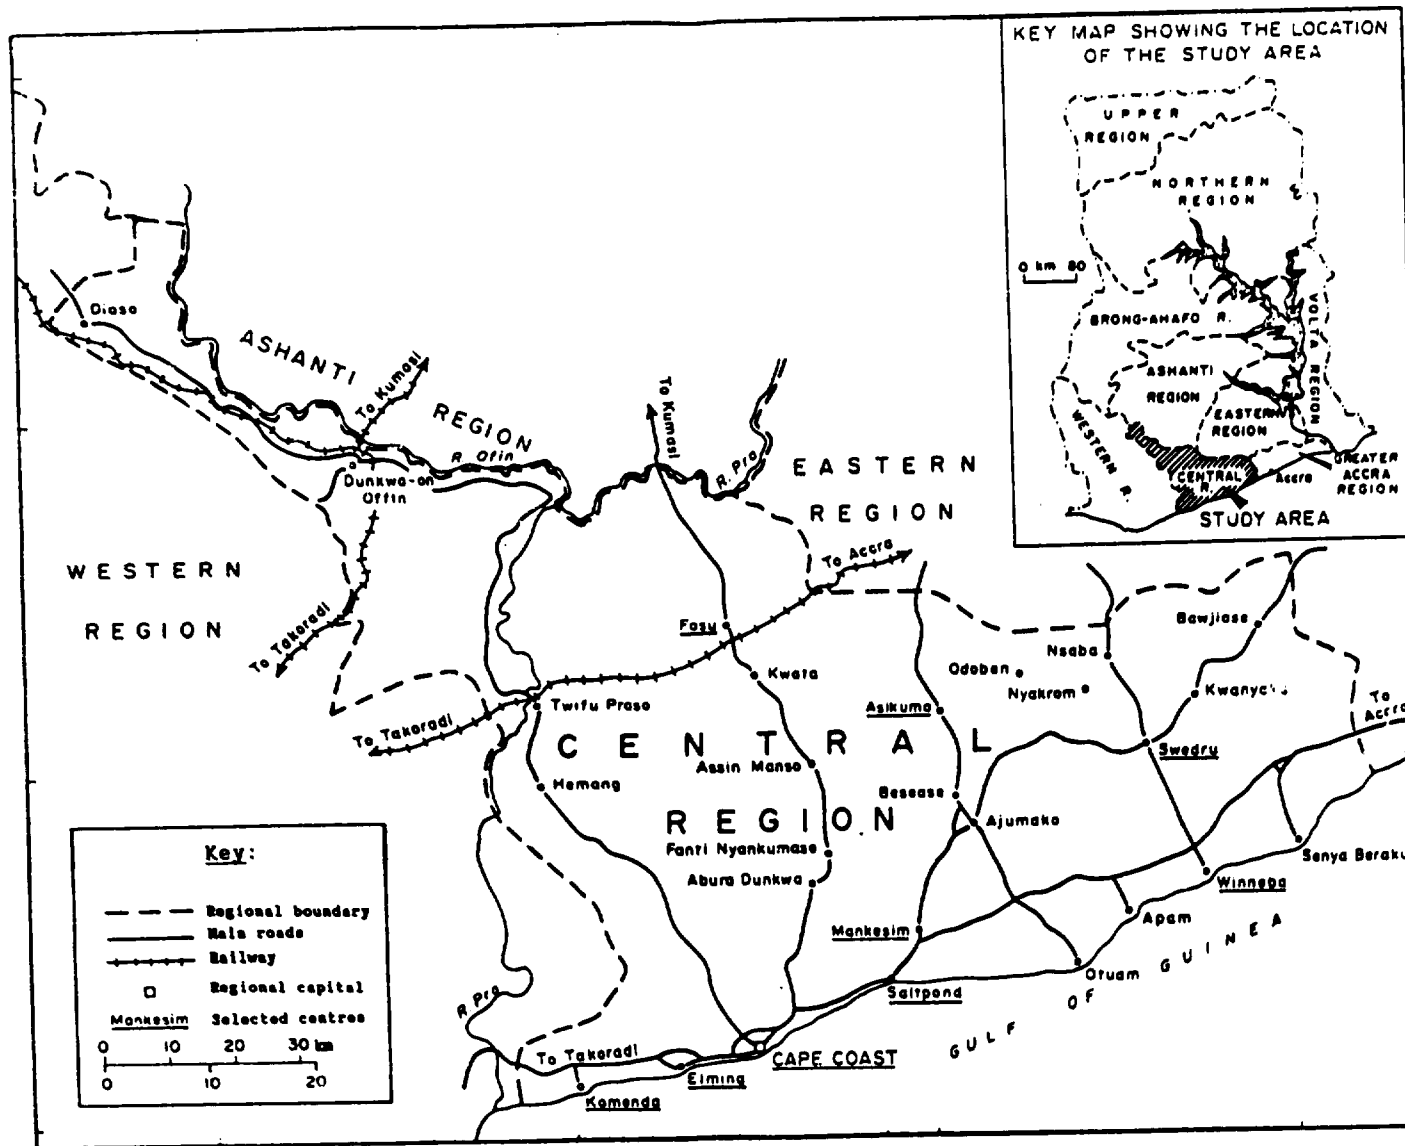 KEY MAP SHOWING THE LOCATION
OF THE STUDY AREA
UPPER
REGION
NORTHERN
REGION
0 km 80
BRONG-AHAFO R.
VOLTA REGION
ASHANTI
REGION
EASTERN
REGION
WESTERN R.
CENTRAL
R.
Accra
GREATER
ACCRA
REGION
STUDY AREA
Diaso
ASHANTI
REGION
To Kumasi
To Kumasi
R. Ofin
R. Pra
EASTERN
REGION
Dunkwa-on
Offin
WESTERN
REGION
To Takoradi
To Accra
Fosu
Kwata
Bawjiase
Nsaba
Odoben
Nyakrom
Asikuma
To Accra
Twifu Praso
To Takoradi
CENTRAL
REGION
Swedru
Assin Manso
Hemang
Besease
Ajumako
Fanti Nyankumase
Abura Dunkwa
Senya Beraku
Winneba
Apam
Mankesim
Otuam
Saltpond
GULF OF GUINEA
R. Pra
To Takoradi
CAPE COAST
Elmina
Komenda
Key:
Regional boundary
Main roads
Railway
Regional capital
Mankesim Selected centres
0 10 20 30 km
0 10 20